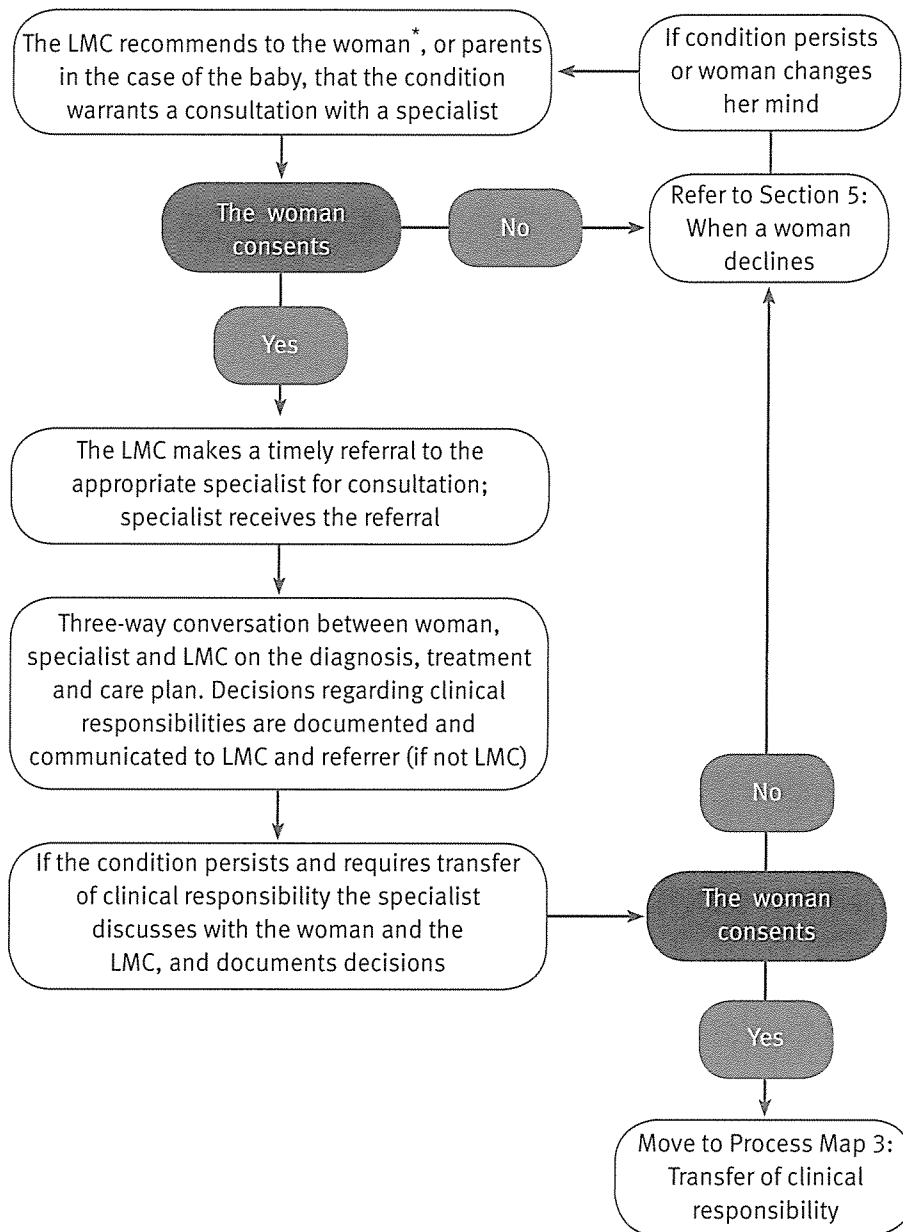 The LMC recommends to the woman*, or parents
in the case of the baby, that the condition
warrants a consultation with a specialist
If condition persists
or woman changes
her mind
The woman
consents
No
Refer to Section 5:
When a woman
declines
Yes
The LMC makes a timely referral to the
appropriate specialist for consultation;
specialist receives the referral
Three-way conversation between woman,
specialist and LMC on the diagnosis, treatment
and care plan. Decisions regarding clinical
responsibilities are documented and
communicated to LMC and referrer (if not LMC)
No
If the condition persists and requires transfer
of clinical responsibility the specialist
discusses with the woman and the
LMC, and documents decisions
The woman
consents
Yes
Move to Process Map 3:
Transfer of clinical
responsibility